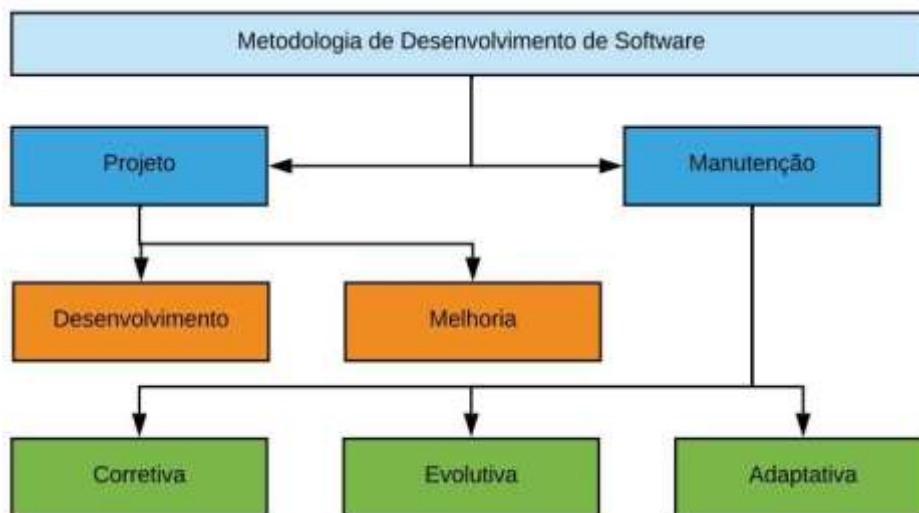 Metodologia de Desenvolvimento de Software
Projeto
Manutenção
Desenvolvimento
Melhoria
Corretiva
Evolutiva
Adaptativa